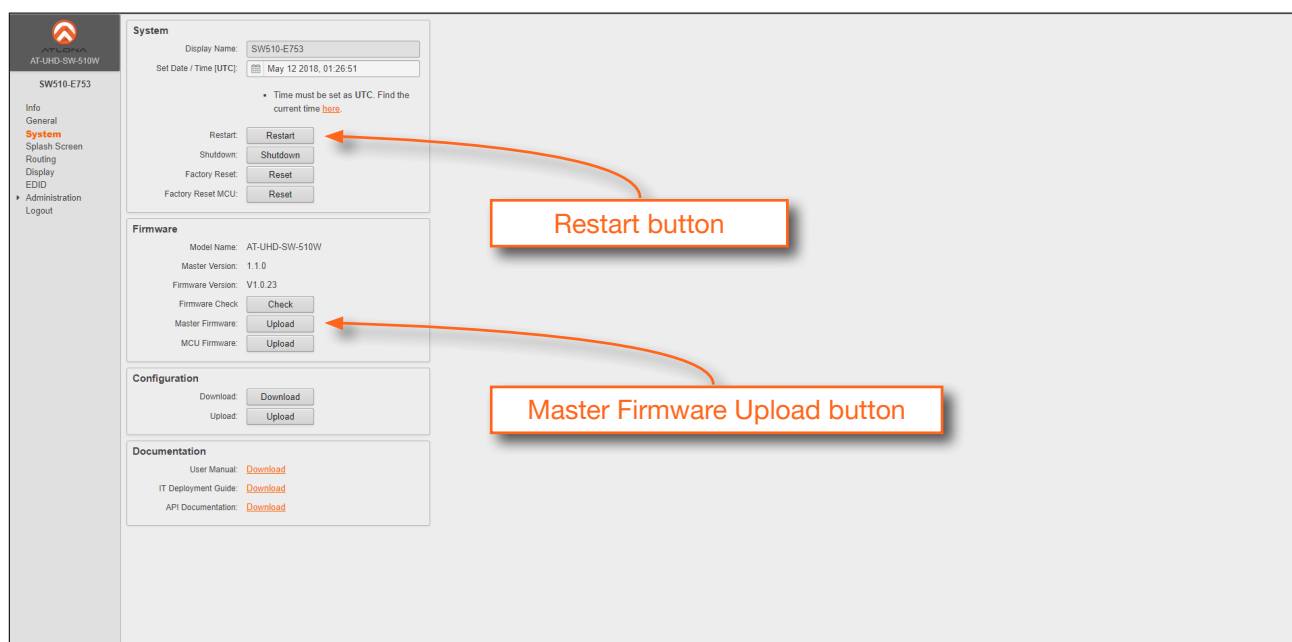 ATLONA
AT-UHD-SW-510W
SW510-E753
Info
General
System
Splash Screen
Routing
Display
EDID
Administration
Logout
System
Display Name: SW510-E753
Set Date / Time [UTC]: May 12 2018, 01:26:51
• Time must be set as UTC. Find the
current time here.
Restart: Restart
Shutdown: Shutdown
Factory Reset: Reset
Factory Reset MCU: Reset
Restart button
Firmware
Model Name: AT-UHD-SW-510W
Master Version: 1.1.0
Firmware Version: V1.0.23
Firmware Check Check
Master Firmware: Upload
MCU Firmware: Upload
Master Firmware Upload button
Configuration
Download: Download
Upload: Upload
Documentation
User Manual: Download
IT Deployment Guide: Download
API Documentation: Download